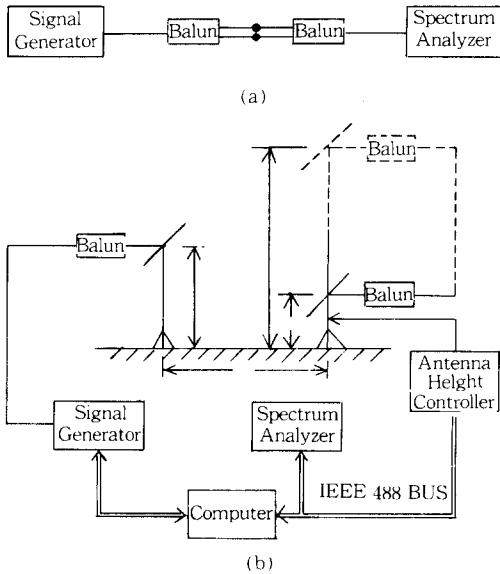 Signal
Generator
Balun
Balun
Spectrum
Analyzer
(a)
Balun
Balun
Balun
Antenna
Helght
Controller
Signal
Generator
Spectrum
Analyzer
IEEE 488 BUS
Computer
(b)